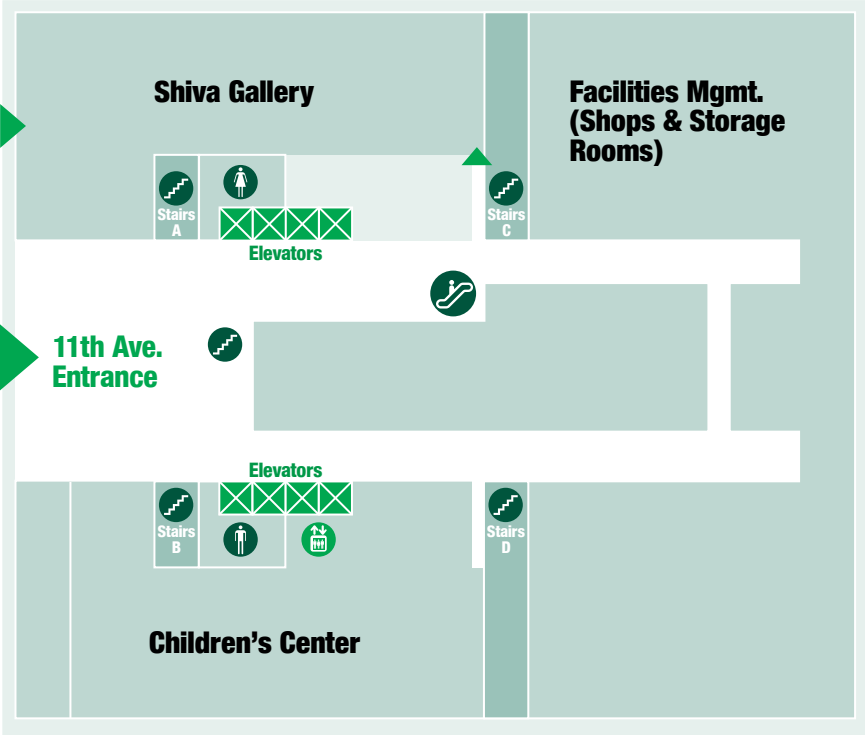 Shiva Gallery
Facilities Mgmt.
(Shops & Storage
Rooms)
Stairs
A
Elevators
Stairs
C
11th Ave.
Entrance
Elevators
Stairs
B
Stairs
D
Children's Center